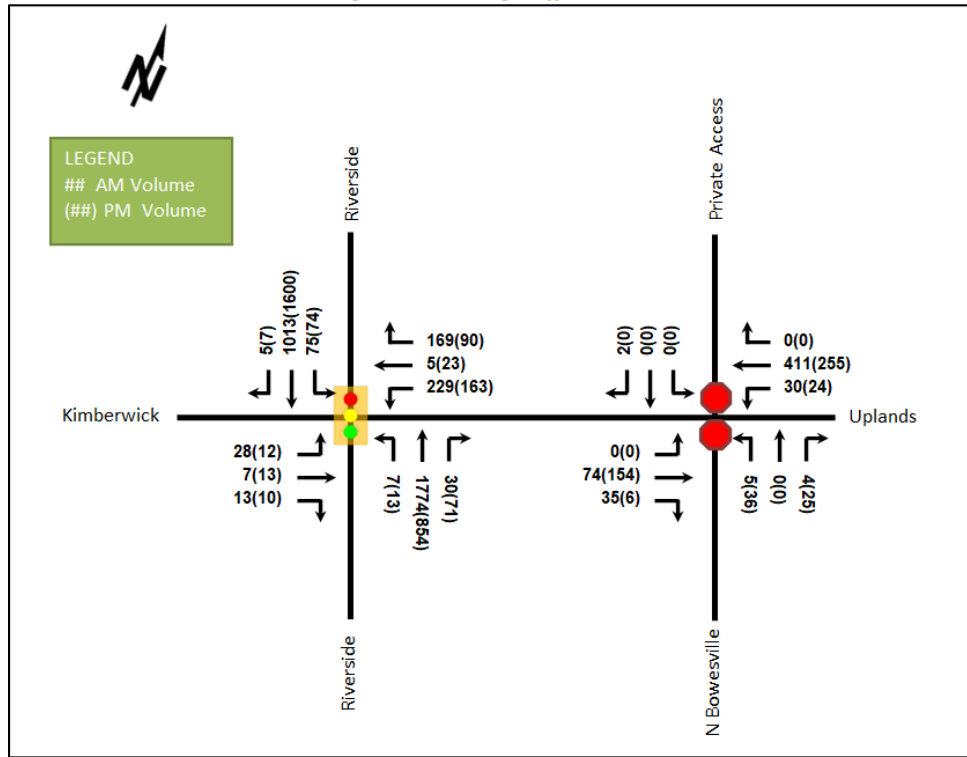 N
LEGEND
## AM Volume
(##) PM Volume
Riverside
Private Access
5(7)
1013(1600)
75(74)
169(90)
5(23)
229(163)
2(0)
0(0)
0(0)
0(0)
411(255)
30(24)
Kimberwick
Uplands
28(12)
7(13)
13(10)
7(13)
1774(854)
30(71)
0(0)
74(154)
35(6)
5(36)
0(0)
4(25)
Riverside
N Bowesville